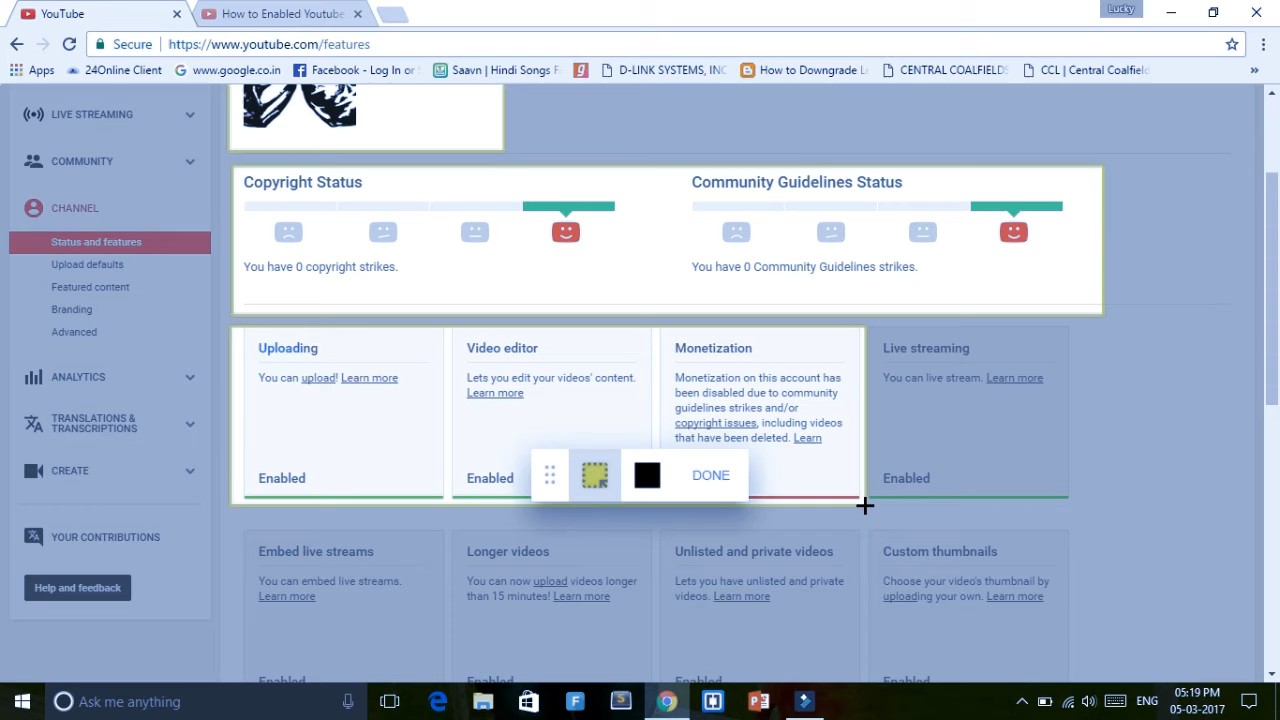 YouTube
How to Enabled Youtube
Lucky
Secure
https://www.youtube.com/features
Apps
24Online Client
www.google.co.in
Facebook - Log In or
Saavn | Hindi Songs F
D-LINK SYSTEMS, INC
How to Downgrade Le
CENTRAL COALFIELDS
CCL | Central Coalfield
LIVE STREAMING
COMMUNITY
CHANNEL
Status and features
Upload defaults
Featured content
Branding
Advanced
ANALYTICS
TRANSLATIONS &
TRANSCRIPTIONS
CREATE
YOUR CONTRIBUTIONS
Help and feedback
Copyright Status
You have 0 copyright strikes.
Community Guidelines Status
You have 0 Community Guidelines strikes.
Uploading
You can upload! Learn more
Enabled
Video editor
Lets you edit your videos' content.
Learn more
Enabled
Monetization
Monetization on this account has
been disabled due to community
guidelines strikes and/or
copyright issues, including videos
that have been deleted. Learn
Live streaming
You can live stream. Learn more
Enabled
DONE
Embed live streams
You can embed live streams.
Learn more
Longer videos
You can now upload videos longer
than 15 minutes! Learn more
Unlisted and private videos
Lets you have unlisted and private
videos. Learn more
Custom thumbnails
Choose your video's thumbnail by
uploading your own. Learn more
Enabled
Enabled
Enabled
Enabled
Ask me anything
ENG
05:19 PM
05-03-2017